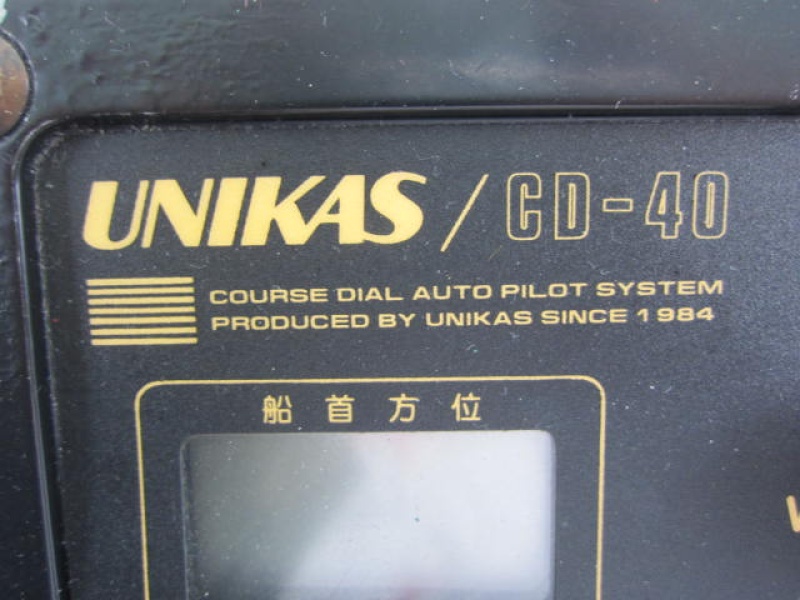 UNIKAS / CD-40
COURSE DIAL AUTO PILOT SYSTEM
PRODUCED BY UNIKAS SINCE 1984
船首方位